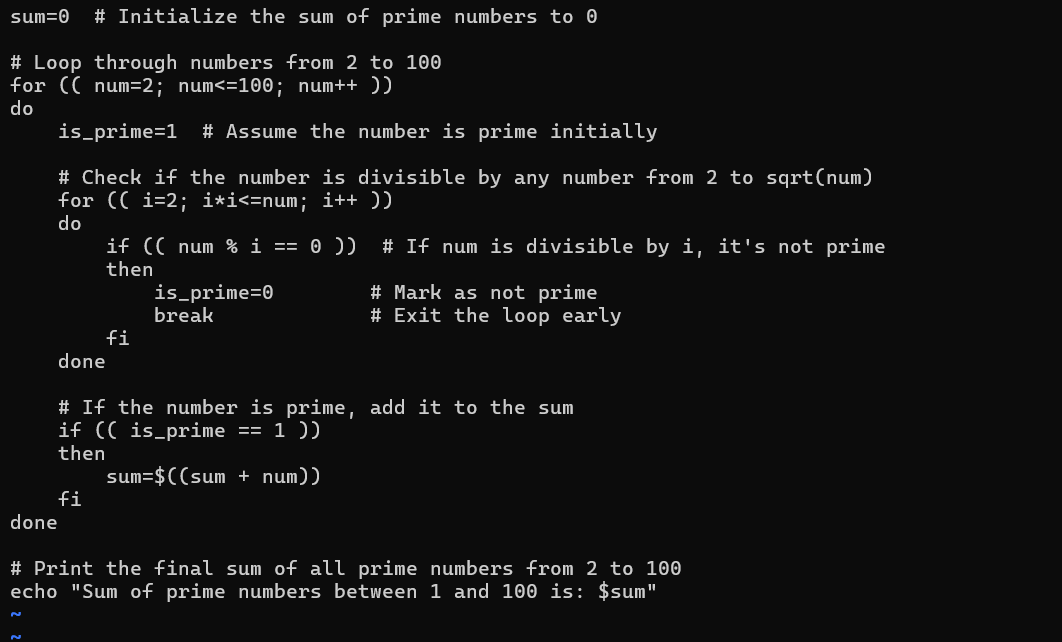 sum=0  # Initialize the sum of prime numbers to 0

# Loop through numbers from 2 to 100
for (( num=2; num<=100; num++ ))
do
    is_prime=1  # Assume the number is prime initially

    # Check if the number is divisible by any number from 2 to sqrt(num)
    for (( i=2; i*i<=num; i++ ))
    do
        if (( num % i == 0 ))  # If num is divisible by i, it's not prime
        then
            is_prime=0        # Mark as not prime
            break             # Exit the loop early
        fi
    done

    # If the number is prime, add it to the sum
    if (( is_prime == 1 ))
    then
        sum=$((sum + num))
    fi
done

# Print the final sum of all prime numbers from 2 to 100
echo "Sum of prime numbers between 1 and 100 is: $sum"
~
~